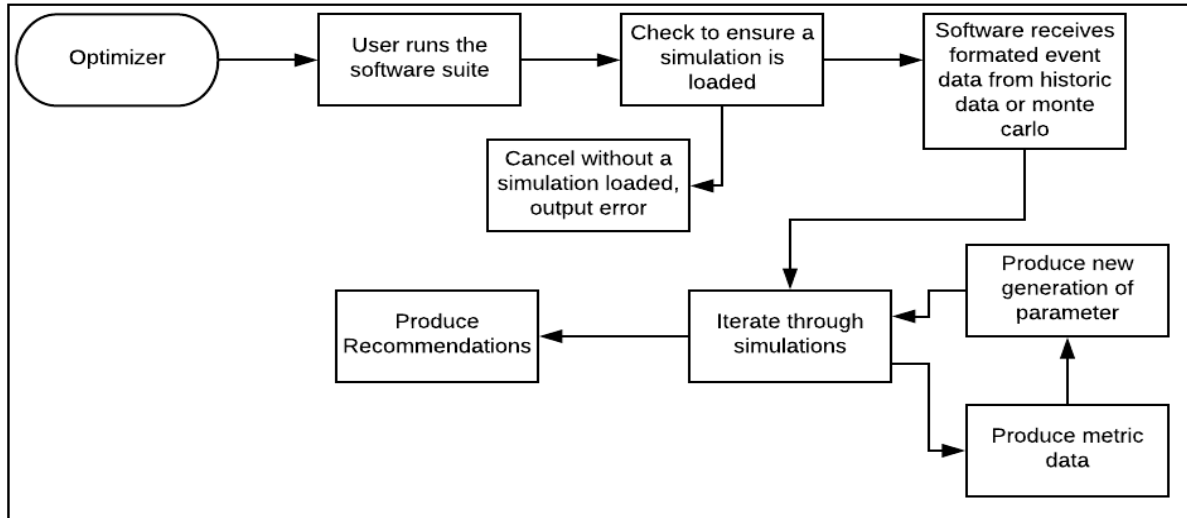 Optimizer
User runs the
software suite
Check to ensure a
simulation is
loaded
Software receives
formated event
data from historic
data or monte
carlo
Cancel without a
simulation loaded,
output error
Produce new
generation of
parameter
Iterate through
simulations
Produce
Recommendations
Produce metric
data